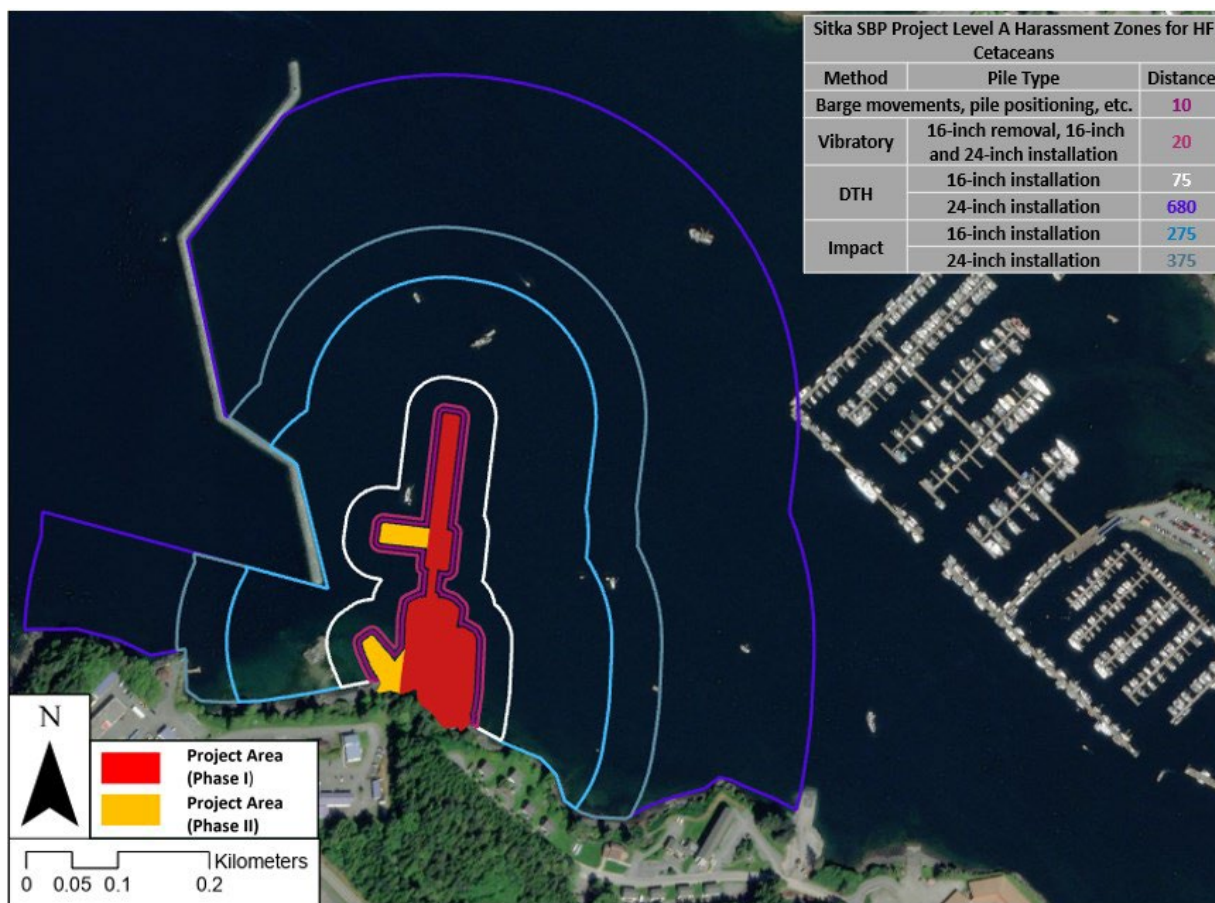 Sitka SBP Project Level A Harassment Zones for HF
Cetaceans
Method Pile Type Distance
Barge movements, pile positioning, etc. 10
Vibratory 16-inch removal, 16-inch and 24-inch installation 20
DTH 16-inch installation 75
24-inch installation 680
Impact 16-inch installation 275
24-inch installation 375
N
Project Area
(Phase I)
Project Area
(Phase II)
Kilometers
0 0.05 0.1 0.2